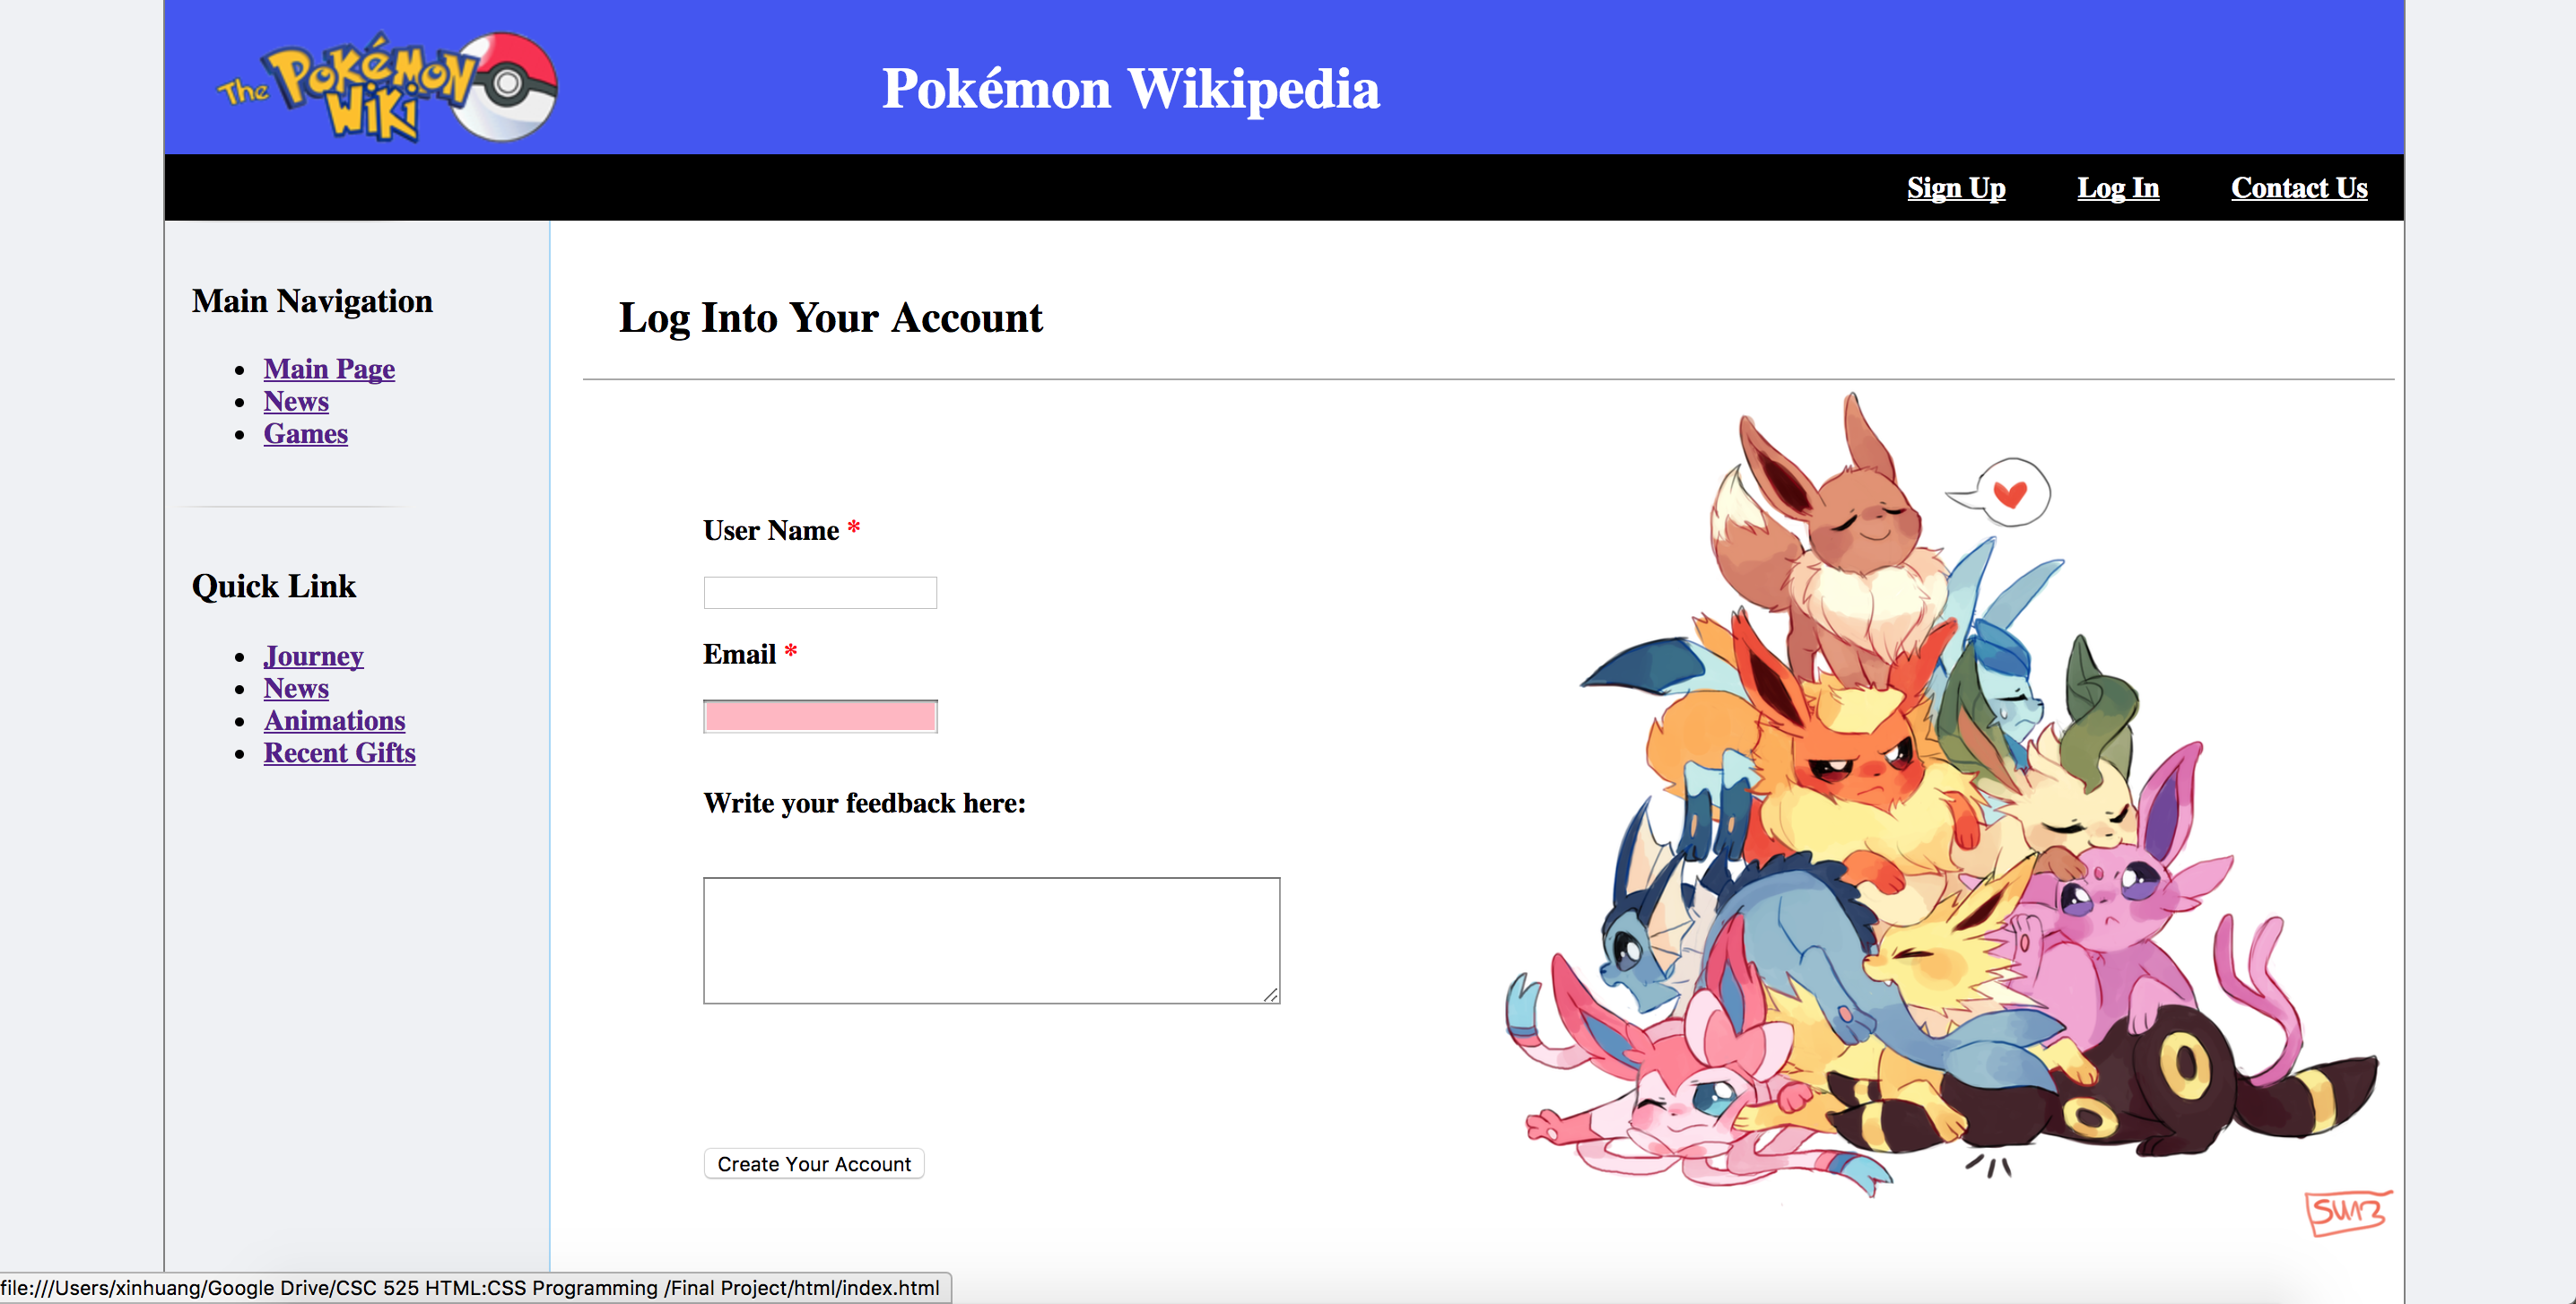 The Pokémon Wiki
Pokémon Wikipedia
Sign Up Log In Contact Us
Main Navigation
Main Page
News
Games
Quick Link
Journey
News
Animations
Recent Gifts
Log Into Your Account
User Name *
Email *
Write your feedback here:
Create Your Account
file:///Users/xinhuang/Google Drive/CSC 525 HTML:CSS Programming /Final Project/html/index.html